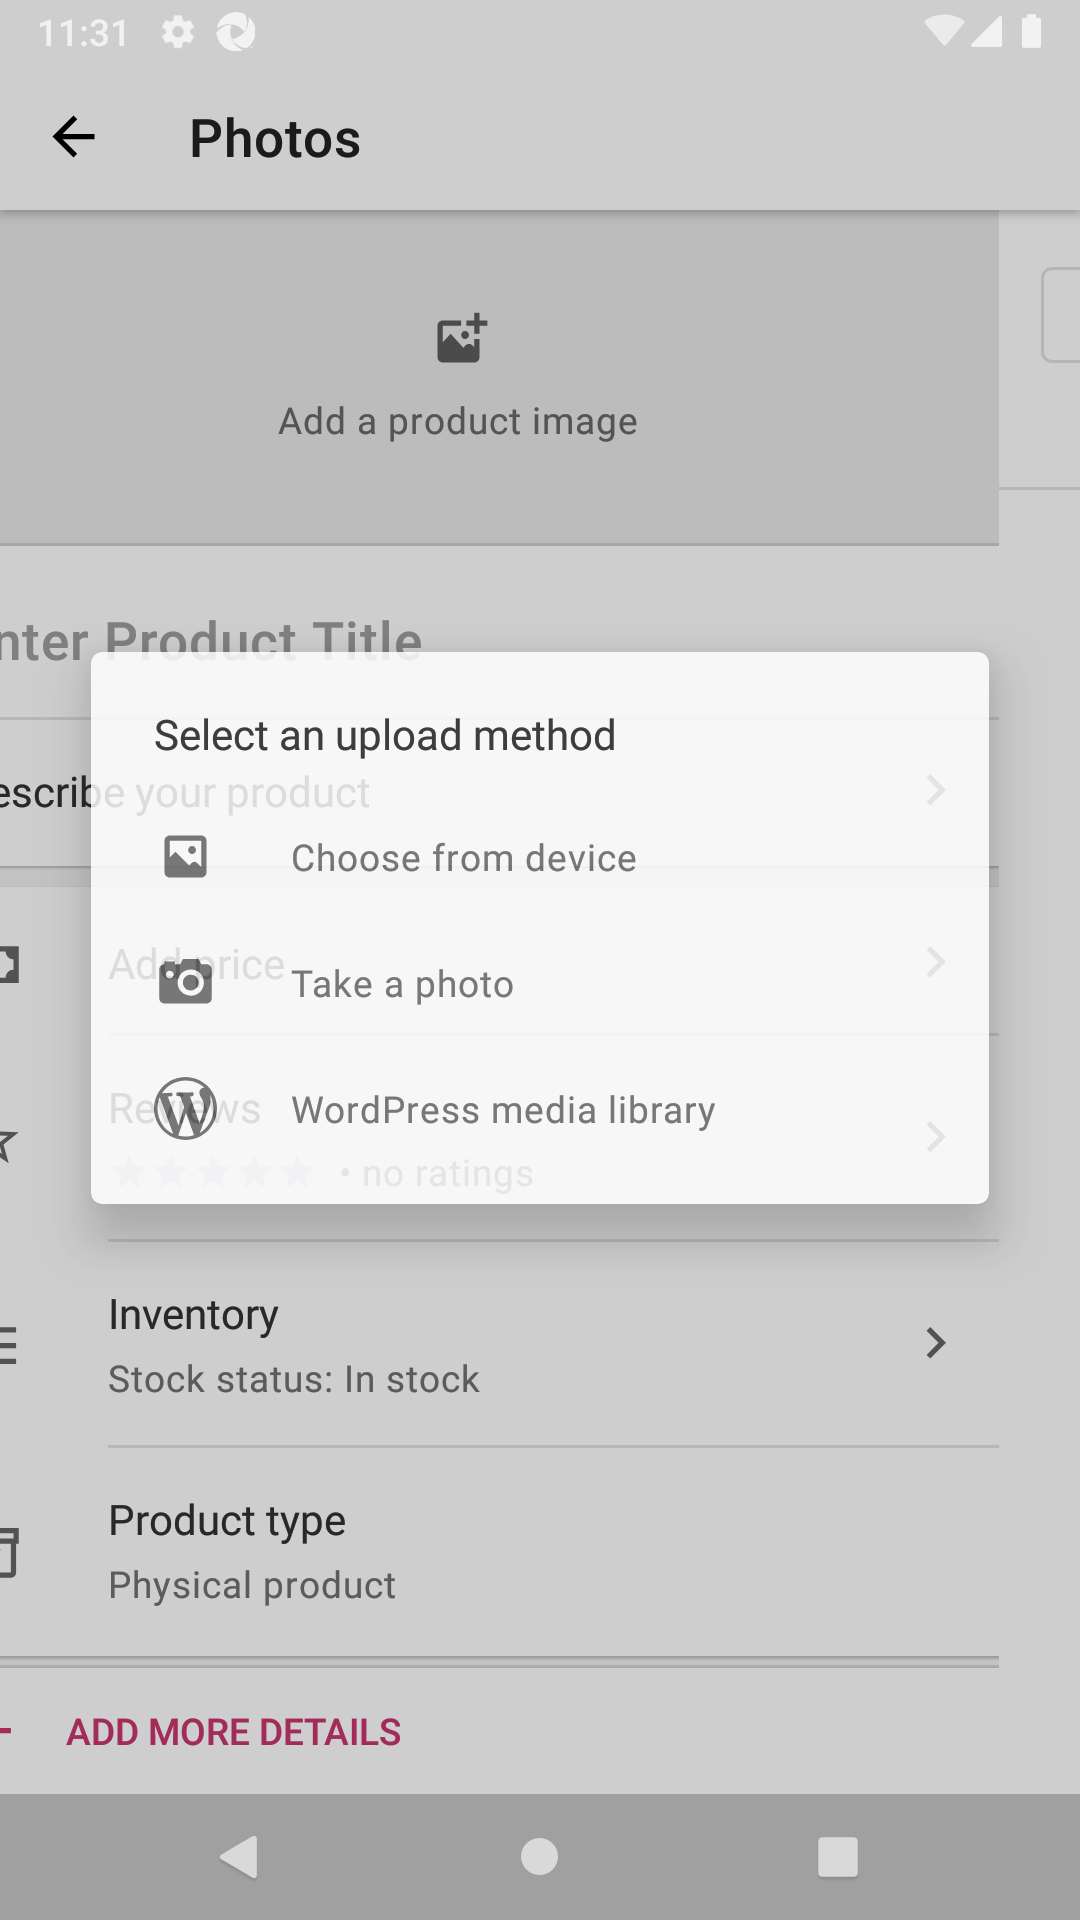 11:31
Photos
Add a product image
nter Product Title
Select an upload method
escribe your product
Choose from device
Add price
Take a photo
Reviews
WordPress media library
• no ratings
Inventory
Stock status: In stock
Product type
Physical product
ADD MORE DETAILS